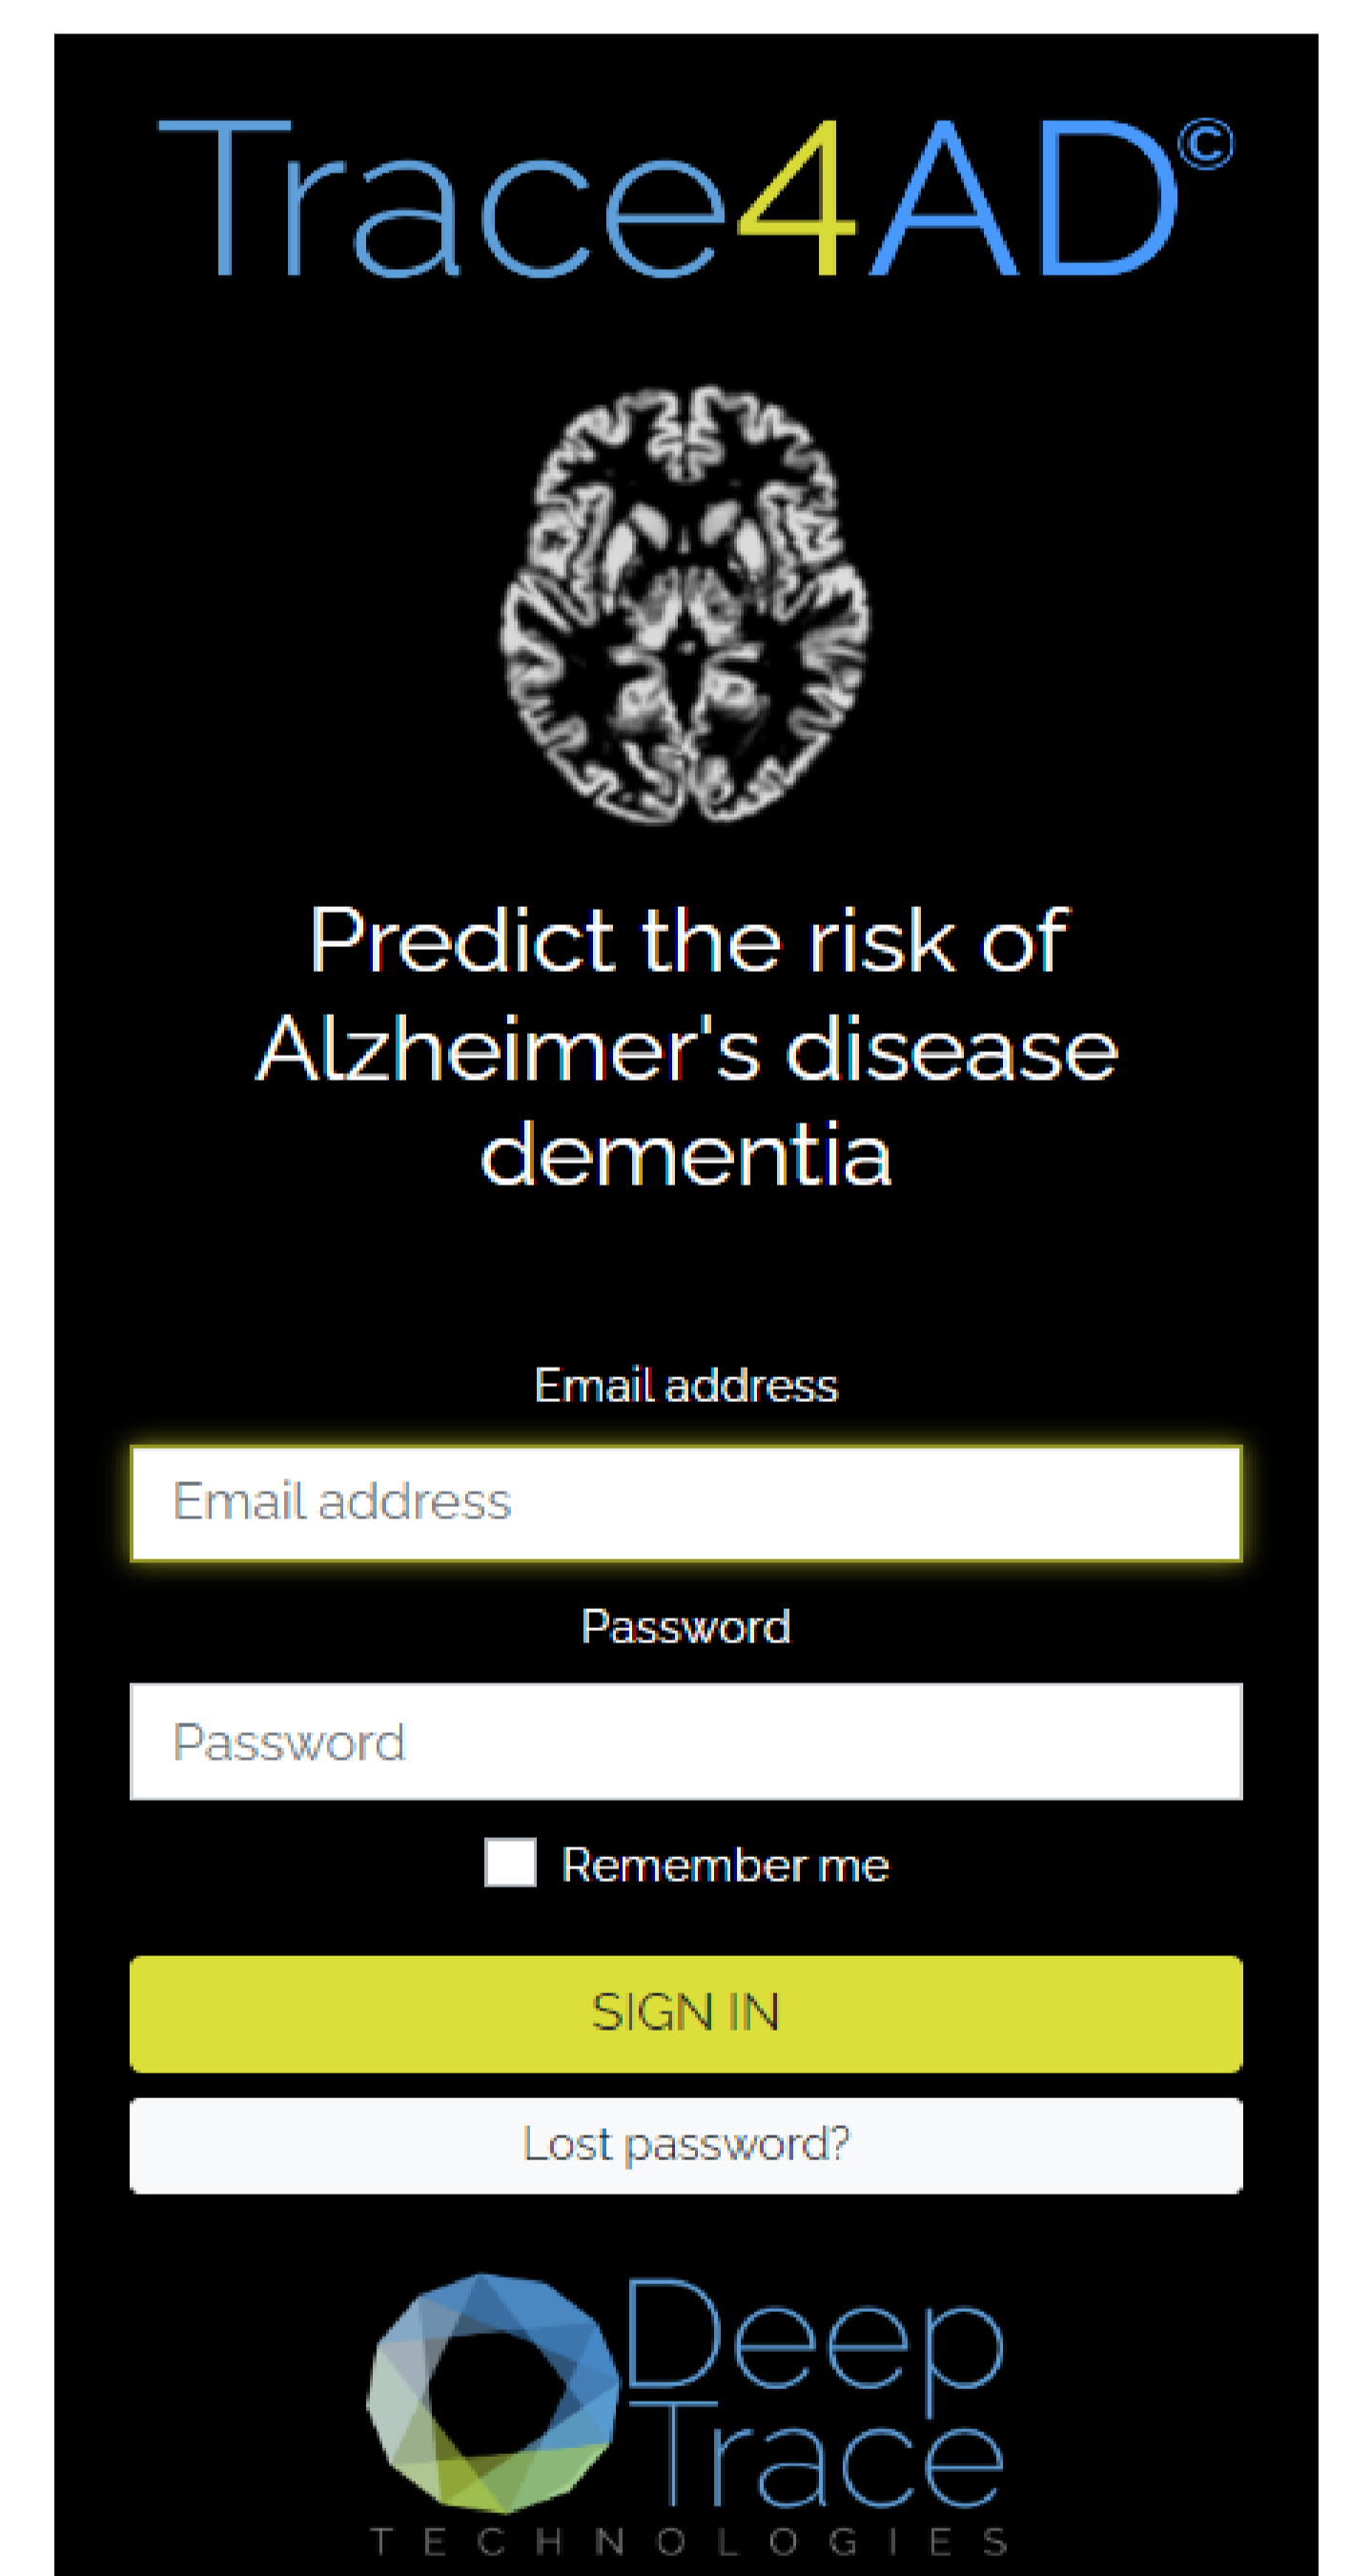 Trace4AD©
Predict the risk of
Alzheimer's disease
dementia
Email address
Email address
Password
Password
Remember me
SIGN IN
Lost password?
Deep
Trace
TECHNOLOGIES